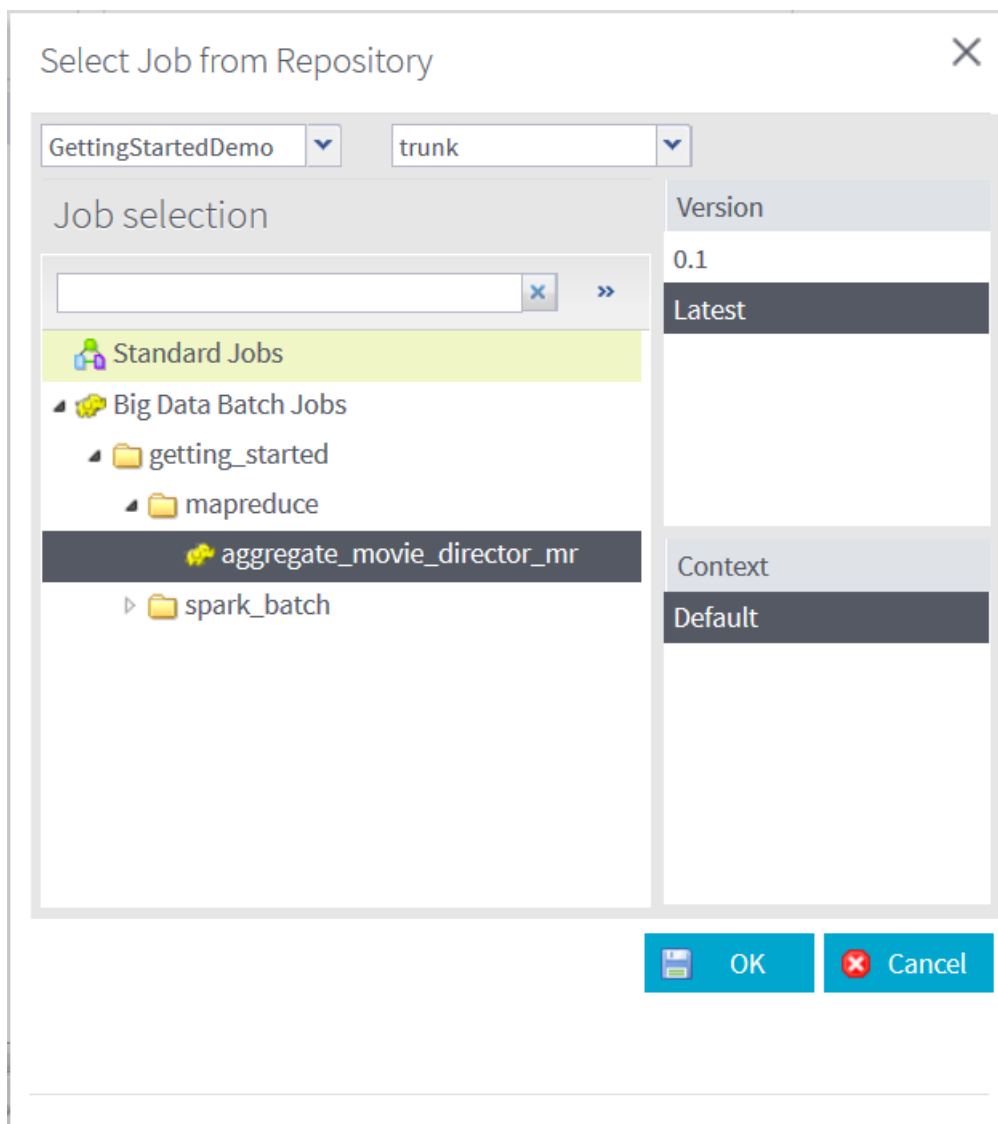 Select Job from Repository
GettingStartedDemo
trunk
Job selection
Standard Jobs
Big Data Batch Jobs
getting_started
mapreduce
aggregate_movie_director_mr
spark_batch
Version
0.1
Latest
Context
Default
OK
Cancel